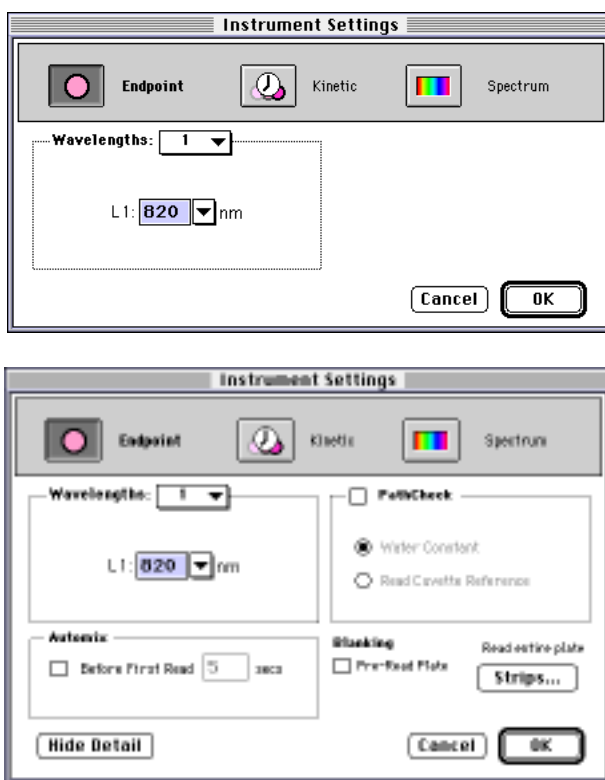 Instrument Settings
Endpoint Kinetic Spectrum
Wavelengths: 1
L1: 820 nm
Cancel OK
Instrument Settings
Endpoint Kinetic Spectrum
Wavelengths: 1
PathCheck
L1: 820 nm
Water Constant
Read Cuvette Reference
Automix
Before First Read 5 secs
Blanking
Pre-Read Plate
Read entire plate
Strips...
Hide Detail Cancel OK